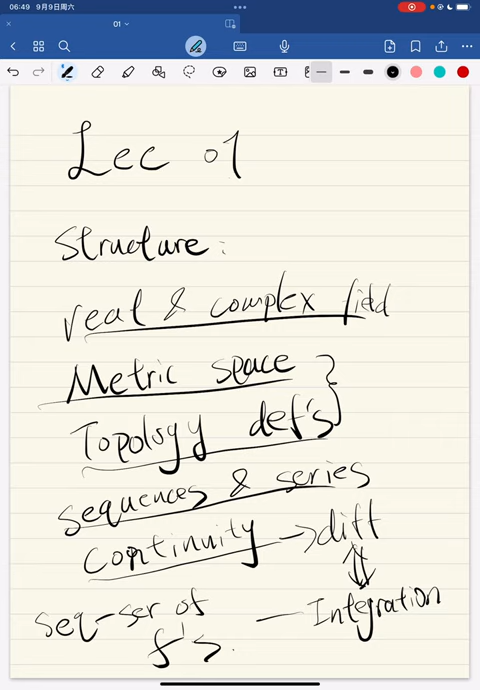 06:49 9月9日周六
01
Lec 01
Structure:
real & complex field
Metric space
Topology def's
sequences & series
Continuity → diff
seq-ser of — Integration
f's.